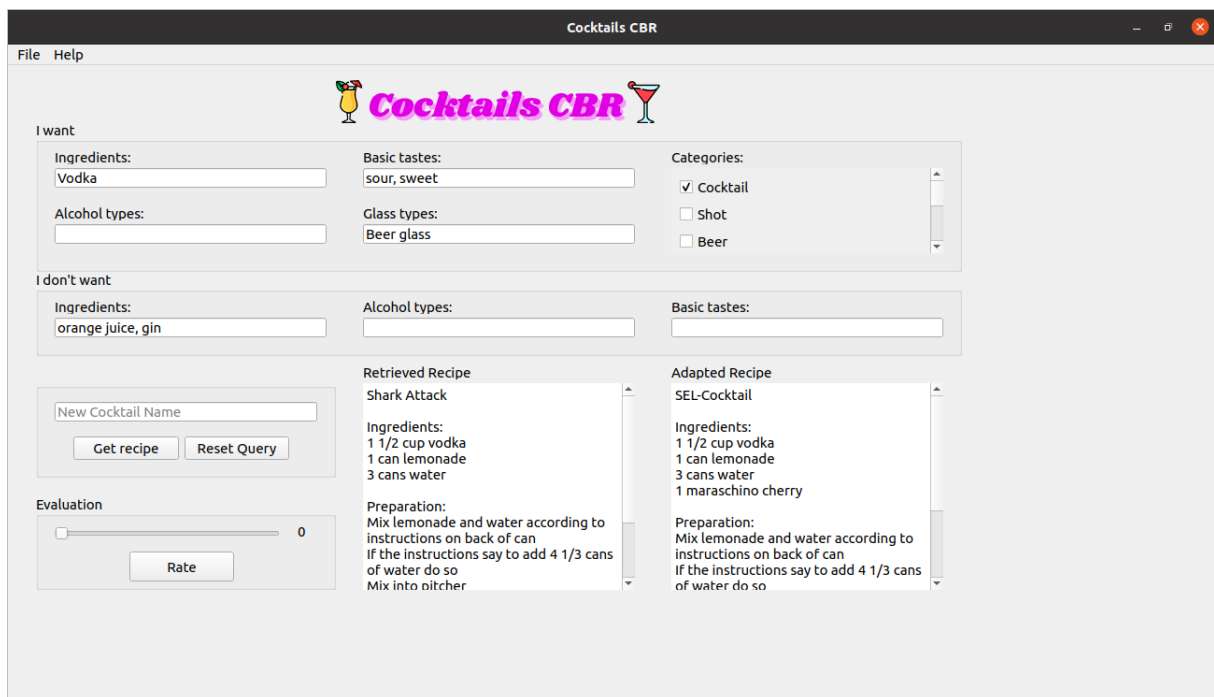 Cocktails CBR
File Help
Cocktails CBR
I want
Ingredients:
Vodka
Basic tastes:
sour, sweet
Categories:
Cocktail
Shot
Beer
Alcohol types:
Glass types:
Beer glass
I don't want
Ingredients:
orange juice, gin
Alcohol types:
Basic tastes:
New Cocktail Name
Get recipe
Reset Query
Evaluation
0
Rate
Retrieved Recipe
Shark Attack
Ingredients:
1 1/2 cup vodka
1 can lemonade
3 cans water
Preparation:
Mix lemonade and water according to
instructions on back of can
If the instructions say to add 4 1/3 cans
of water do so
Mix into pitcher
Adapted Recipe
SEL-Cocktail
Ingredients:
1 1/2 cup vodka
1 can lemonade
3 cans water
1 maraschino cherry
Preparation:
Mix lemonade and water according to
instructions on back of can
If the instructions say to add 4 1/3 cans
of water do so